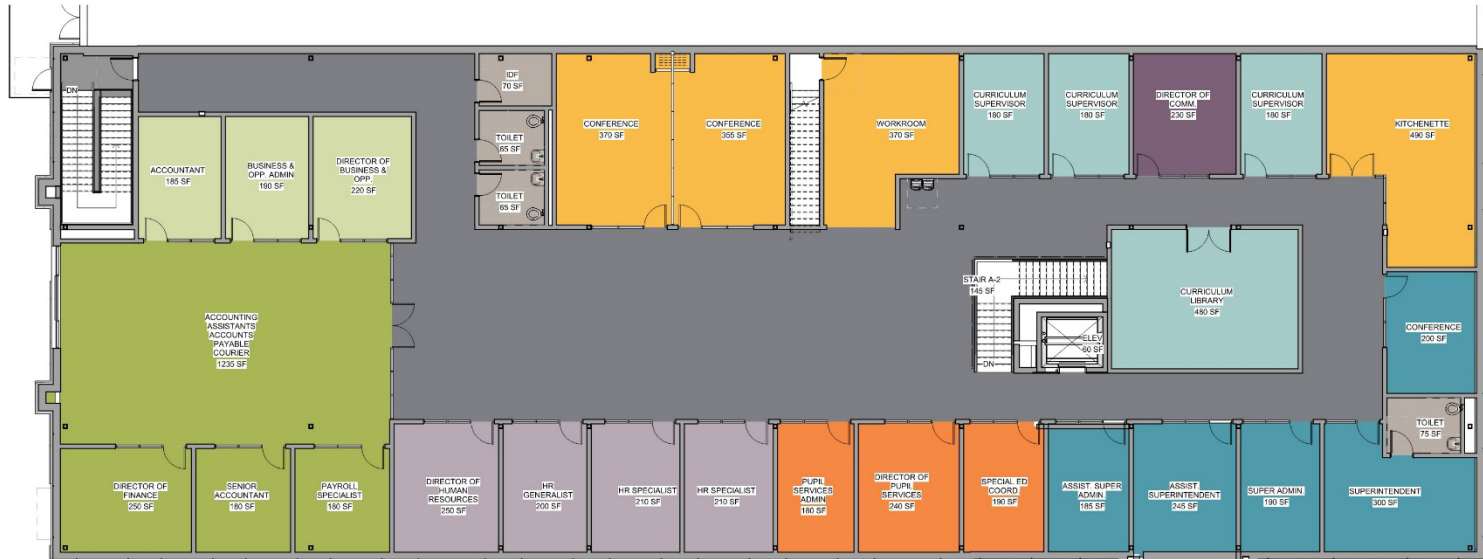 DN
IDF
70 SF
TOILET
65 SF
TOILET
65 SF
CONFERENCE
370 SF
CONFERENCE
355 SF
WORKROOM
370 SF
CURRICULUM
SUPERVISOR
180 SF
CURRICULUM
SUPERVISOR
180 SF
DIRECTOR OF
COMM.
230 SF
CURRICULUM
SUPERVISOR
180 SF
KITCHENETTE
490 SF
ACCOUNTANT
185 SF
BUSINESS &
OPP. ADMIN
190 SF
DIRECTOR OF
BUSINESS &
OPP.
220 SF
ACCOUNTING
ASSISTANTS
ACCOUNTS
PAYABLE
COURIER
1235 SF
STAIR A-2
145 SF
DN
ELEV
60 SF
CURRICULUM
LIBRARY
480 SF
CONFERENCE
200 SF
TOILET
75 SF
DIRECTOR OF
FINANCE
250 SF
SENIOR
ACCOUNTANT
180 SF
PAYROLL
SPECIALIST
180 SF
DIRECTOR OF
HUMAN
RESOURCES
250 SF
HR
GENERALIST
200 SF
HR SPECIALIST
210 SF
HR SPECIALIST
210 SF
PUPIL
SERVICES
ADMIN
180 SF
DIRECTOR OF
PUPIL
SERVICES
240 SF
SPECIAL ED
COORD.
190 SF
ASSIST. SUPER
ADMIN.
185 SF
ASSIST.
SUPERINTENDENT
245 SF
SUPER ADMIN.
190 SF
SUPERINTENDENT
300 SF